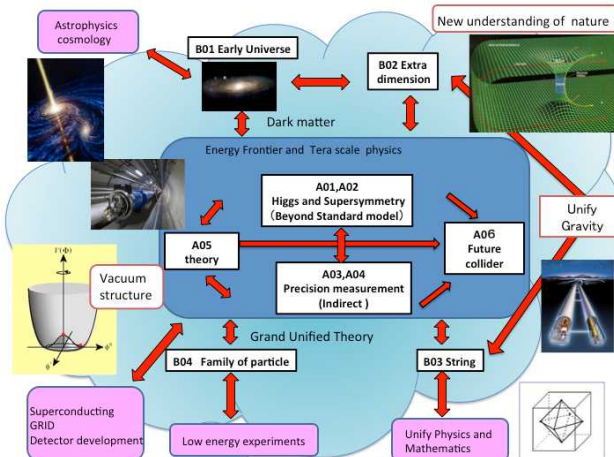 Astrophysics
cosmology
B01 Early Universe
New understanding of nature
B02 Extra
dimension
Dark matter
Energy Frontier and Tera scale physics
A01,A02
Higgs and Supersymmetry
(Beyond Standard model)
A05
theory
A06
Future
collider
Unify
Gravity
A03,A04
Precision measurement
(Indirect )
Vacuum
structure
Grand Unified Theory
B04 Family of particle
B03 String
Superconducting
GRID
Detector development
Low energy experiments
Unify Physics and
Mathematics